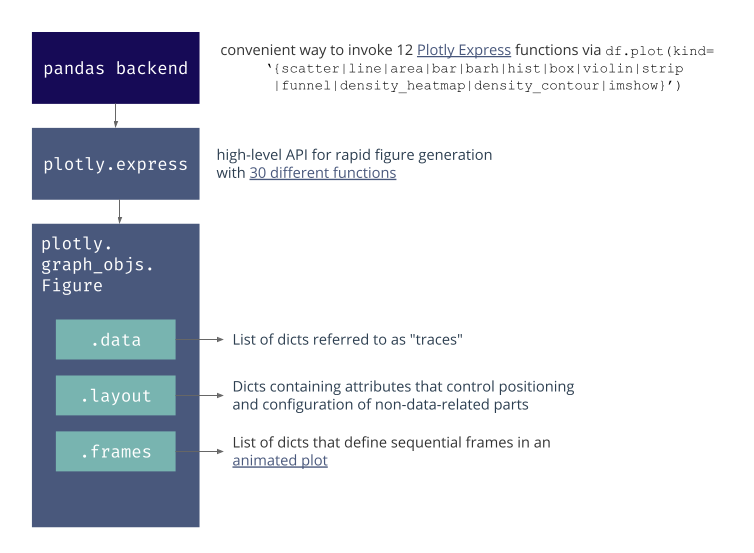 pandas backend
convenient way to invoke 12 Plotly Express functions via df.plot(kind=
‘{scatter|line|area|bar|barh|hist|box|violin|strip
|funnel|density_heatmap|density_contour|imshow}’)
plotly.express
high-level API for rapid figure generation
with 30 different functions
plotly.
graph_objs.
Figure
.data
List of dicts referred to as "traces"
.layout
Dicts containing attributes that control positioning
and configuration of non-data-related parts
.frames
List of dicts that define sequential frames in an
animated plot